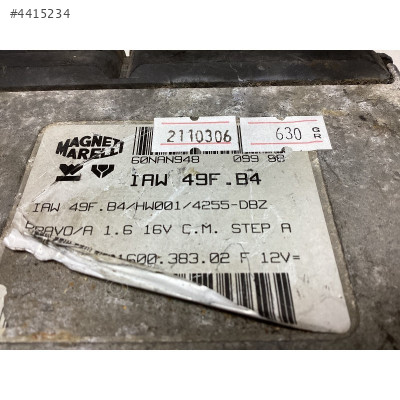 #4415234
2110306
630 GR
MAGNETI
MARELLI
60NAN948 099 98
IAW 49F.B4
IAW 49F.B4/HW001/4255-DBZ
BRAVO/A 1.6 16V C.M. STEP A
600.383.02 F 12V=